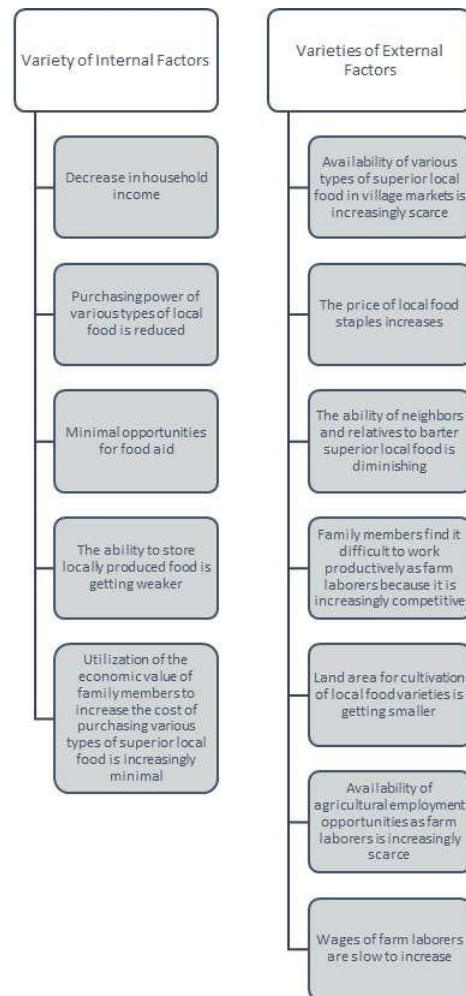 Variety of Internal Factors
Decrease in household
income
Purchasing power of
various types of local
food is reduced
Minimal opportunities
for food aid
The ability to store
locally produced food is
getting weaker
Utilization of the
economic value of
family members to
increase the cost of
purchasing various
types of superior local
food is increasingly
minimal
Varieties of External
Factors
Availability of various
types of superior local
food in village markets is
increasingly scarce
The price of local food
staples increases
The ability of neighbors
and relatives to barter
superior local food is
diminishing
Family members find it
difficult to work
productively as farm
laborers because it is
increasingly competitive
Land area for cultivation
of local food varieties is
getting smaller
Availability of
agricultural employment
opportunities as farm
laborers is increasingly
scarce
Wages of farm laborers
are slow to increase